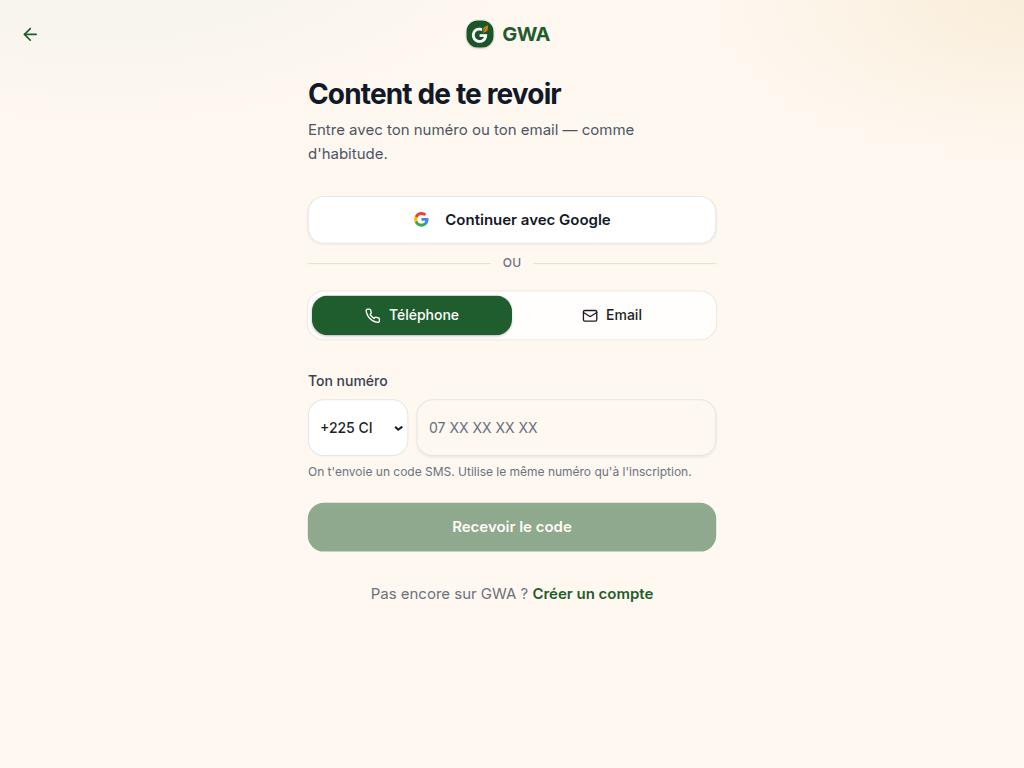 GWA
Content de te revoir
Entre avec ton numéro ou ton email — comme
d'habitude.
Continuer avec Google
OU
Téléphone
Email
Ton numéro
+225 CI
07 XX XX XX XX
On t'envoie un code SMS. Utilise le même numéro qu'à l'inscription.
Recevoir le code
Pas encore sur GWA ? Créer un compte